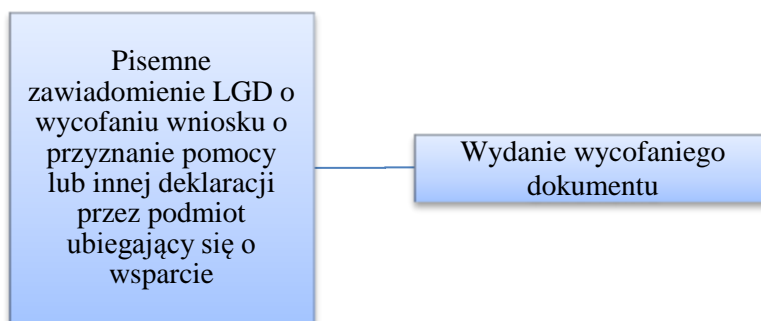 Pisemne
zawiadomienie LGD o
wycofaniu wniosku o
przyznanie pomocy
lub innej deklaracji
przez podmiot
ubiegający się o
wsparcie
Wydanie wycofaniego
dokumentu